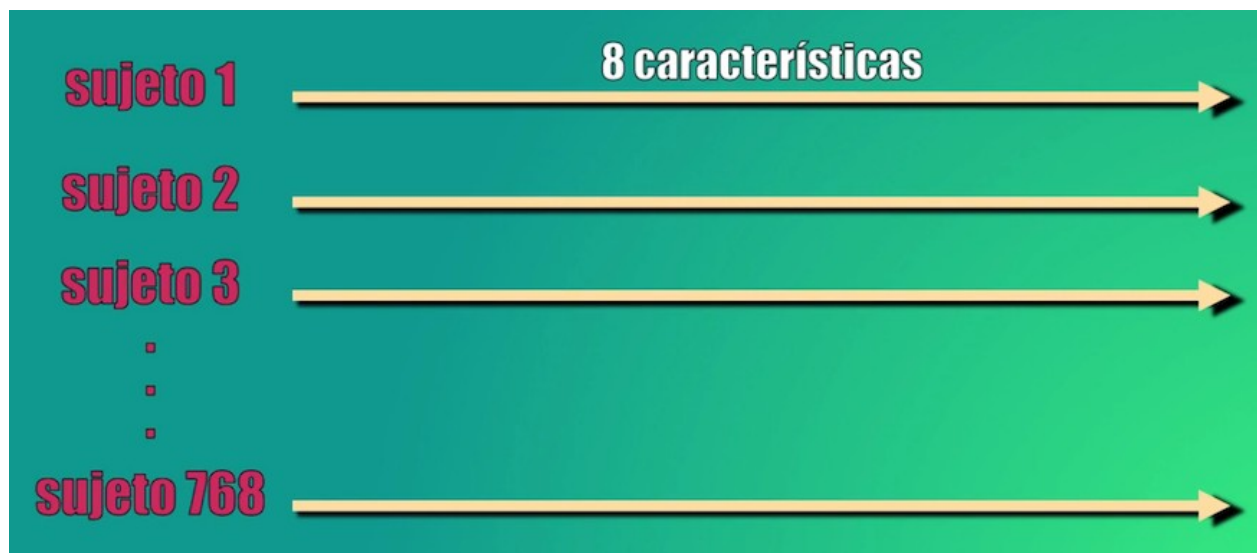 8 características
sujeto 1
sujeto 2
sujeto 3
.
.
.
sujeto 768